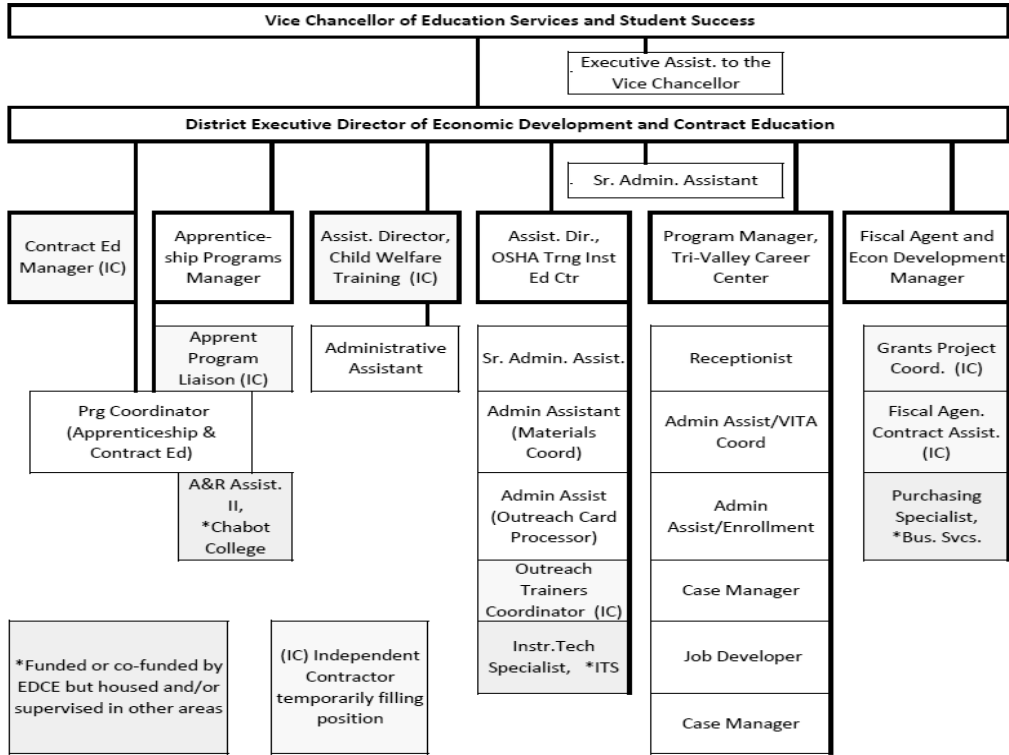 Vice Chancellor of Education Services and Student Success
. Executive Assist. to the
Vice Chancellor
District Executive Director of Economic Development and Contract Education
. Sr. Admin. Assistant
Contract Ed
Manager (IC)
Apprentice-
ship Programs
Manager
Assist. Director,
Child Welfare
Training (IC)
Assist. Dir.,
OSHA Trng Inst
Ed Ctr
Program Manager,
Tri-Valley Career
Center
Fiscal Agent and
Econ Development
Manager
Apprent
Program
Liaison (IC)
Prg Coordinator
(Apprenticeship &
Contract Ed)
A&R Assist.
II,
*Chabot
College
Administrative
Assistant
Sr. Admin. Assist.
Admin Assistant
(Materials
Coord)
Admin Assist
(Outreach Card
Processor)
Outreach
Trainers
Coordinator (IC)
Instr.Tech
Specialist, *ITS
Receptionist
Admin Assist/VITA
Coord
Admin
Assist/Enrollment
Case Manager
Job Developer
Case Manager
Grants Project
Coord. (IC)
Fiscal Agen.
Contract Assist.
(IC)
Purchasing
Specialist,
*Bus. Svcs.
*Funded or co-funded by
EDCE but housed and/or
supervised in other areas
(IC) Independent
Contractor
temporarily filling
position